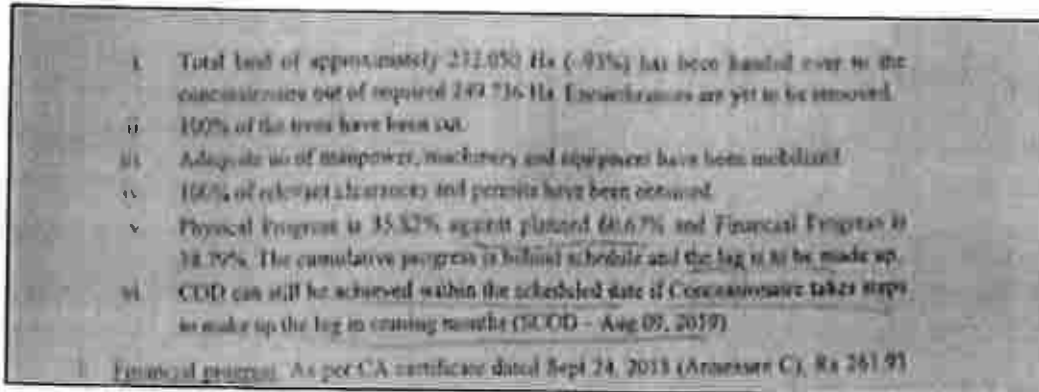 i. Total land of approximately 232.050 Ha (~93%) has been handed over to the
concessionaire out of required 249.736 Ha. Encumbrances are yet to be removed.
ii 100% of the trees have been cut.
iii Adequate no of manpower, machinery and equipment have been mobilized
iv 100% of relevant clearances and permits have been obtained.
v Physical Progress is 35.82% against planned 60.67% and Financial Progress is
38.79%. The cumulative progress is behind schedule and the lag is to be made up.
vi COD can still be achieved within the scheduled date if Concessionaire takes steps
to make up the lag in coming months (SCOD - Aug 09, 2019)
Financial progress: As per CA certificate dated Sept 24, 2018 (Annexure C), Rs 261.93